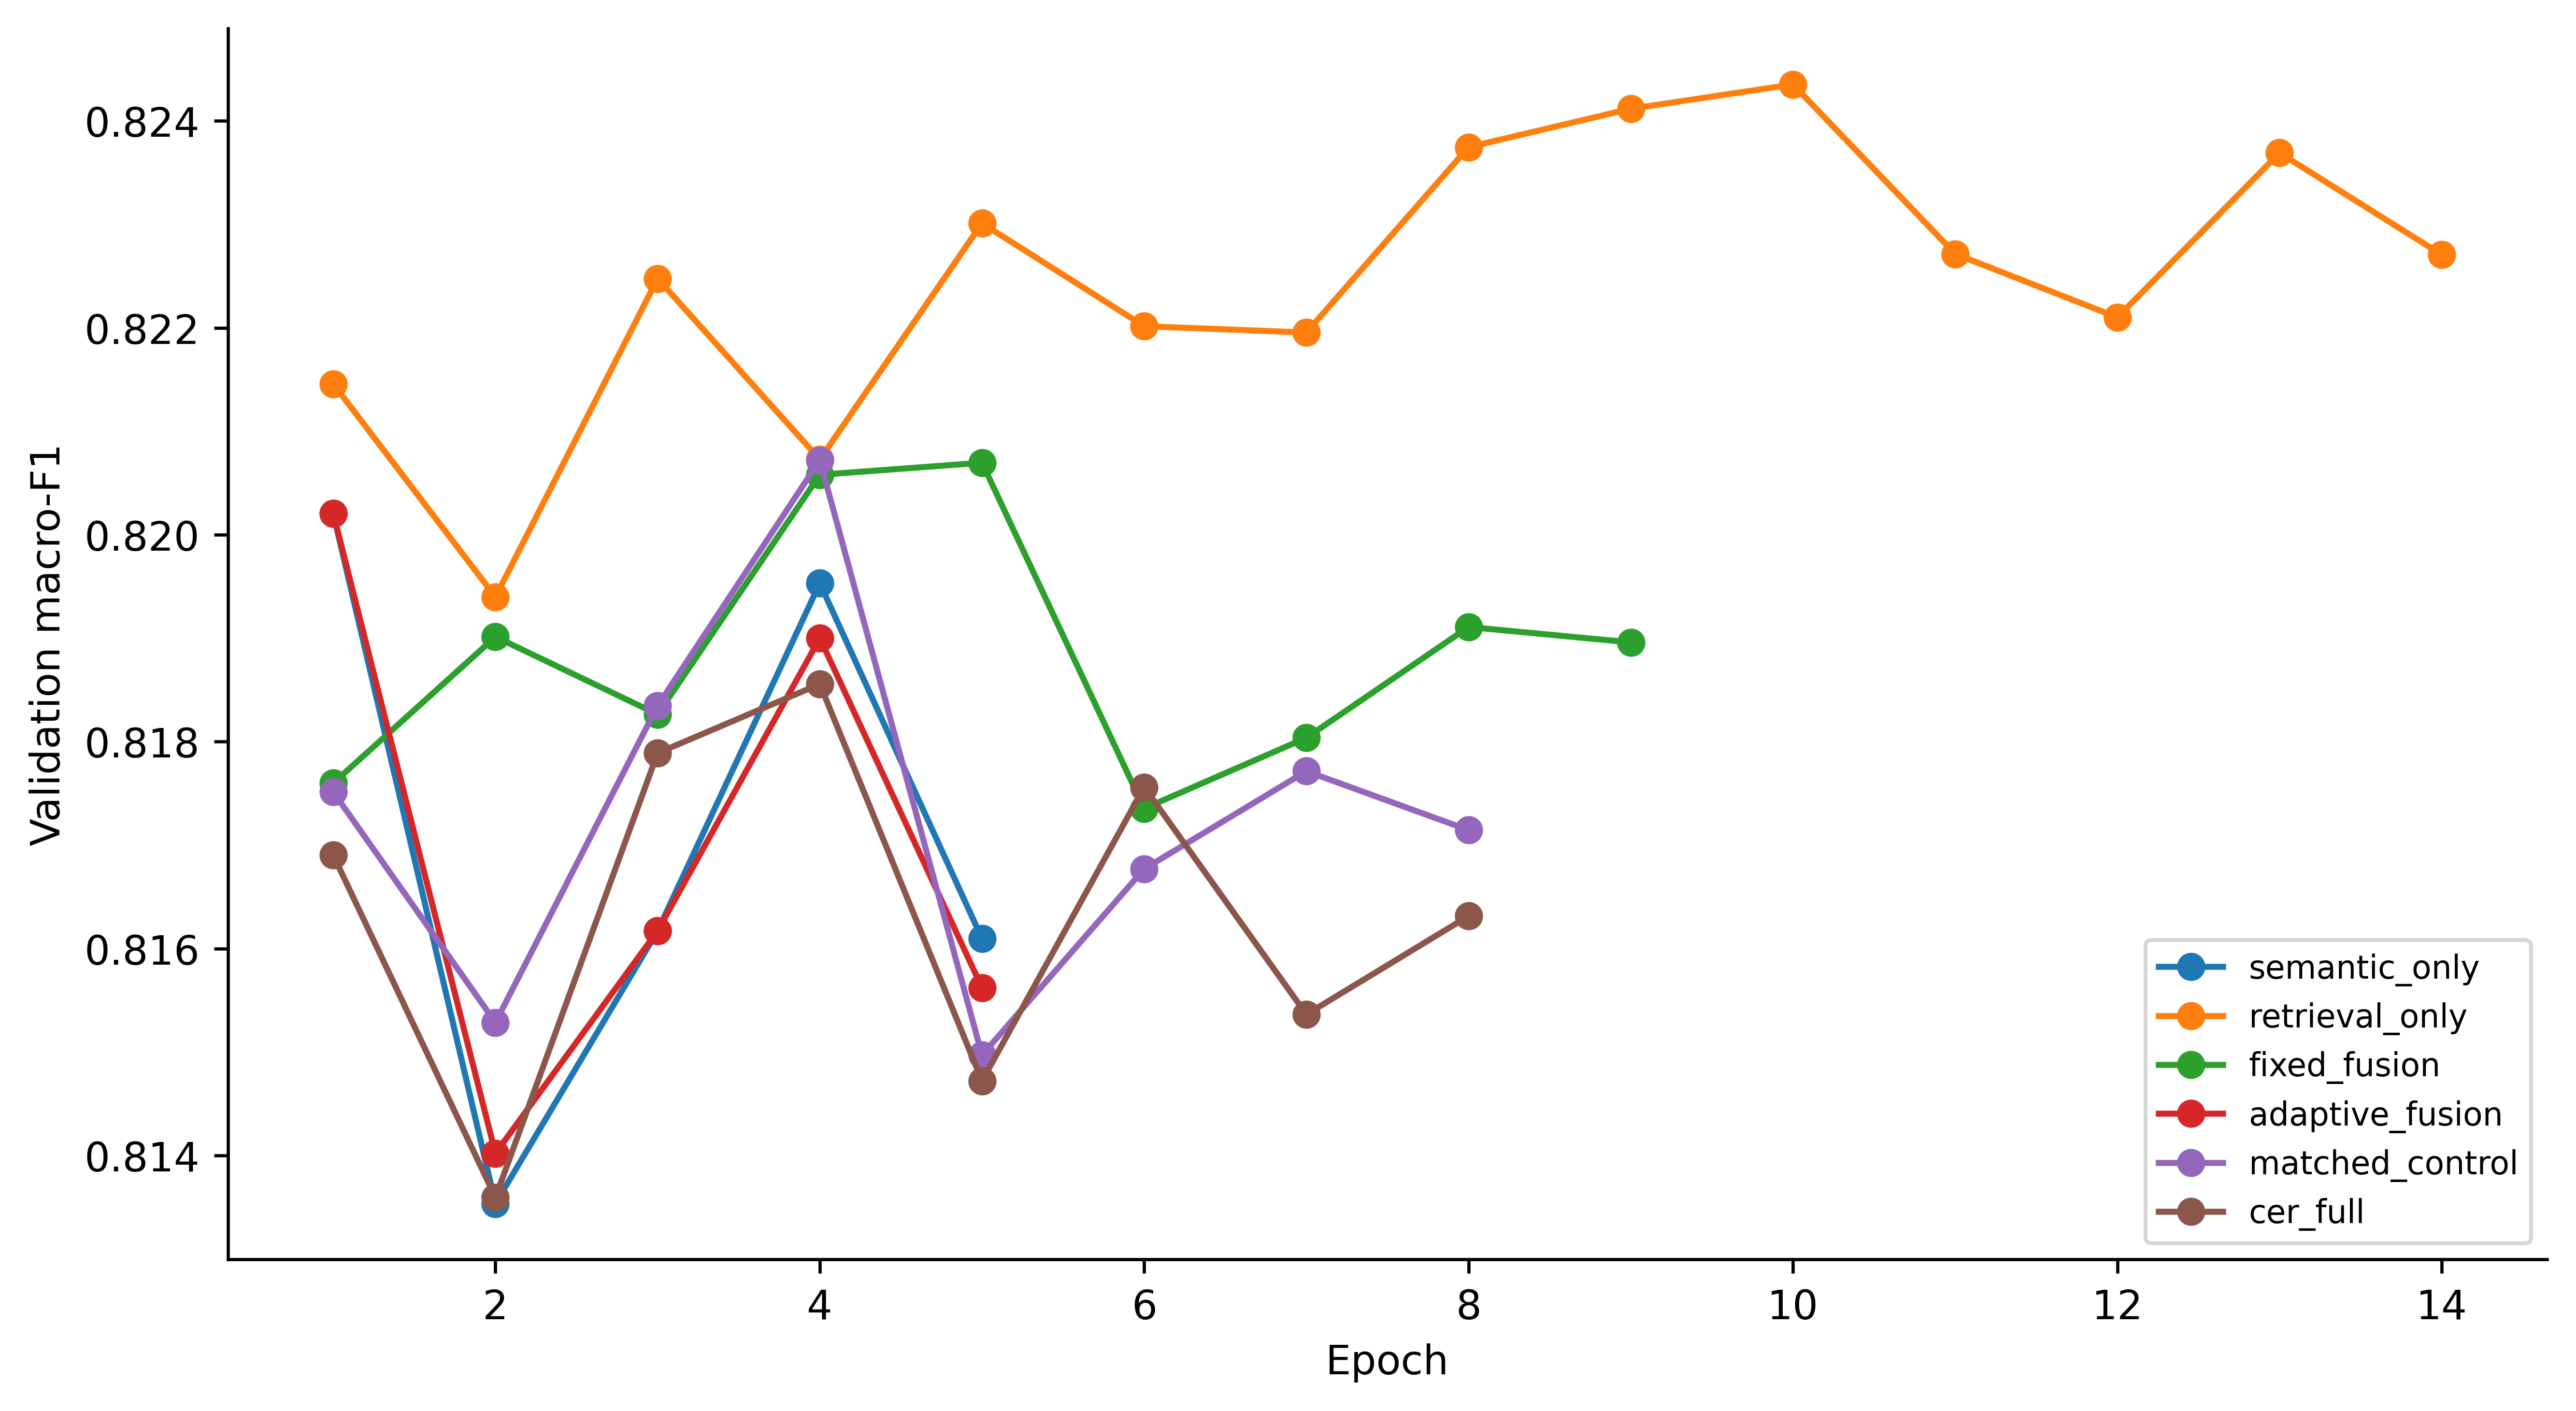 Validation macro-F1
0.824
0.822
0.820
0.818
0.816
0.814
2 4 6 8 10 12 14
Epoch
semantic_only
retrieval_only
fixed_fusion
adaptive_fusion
matched_control
cer_full